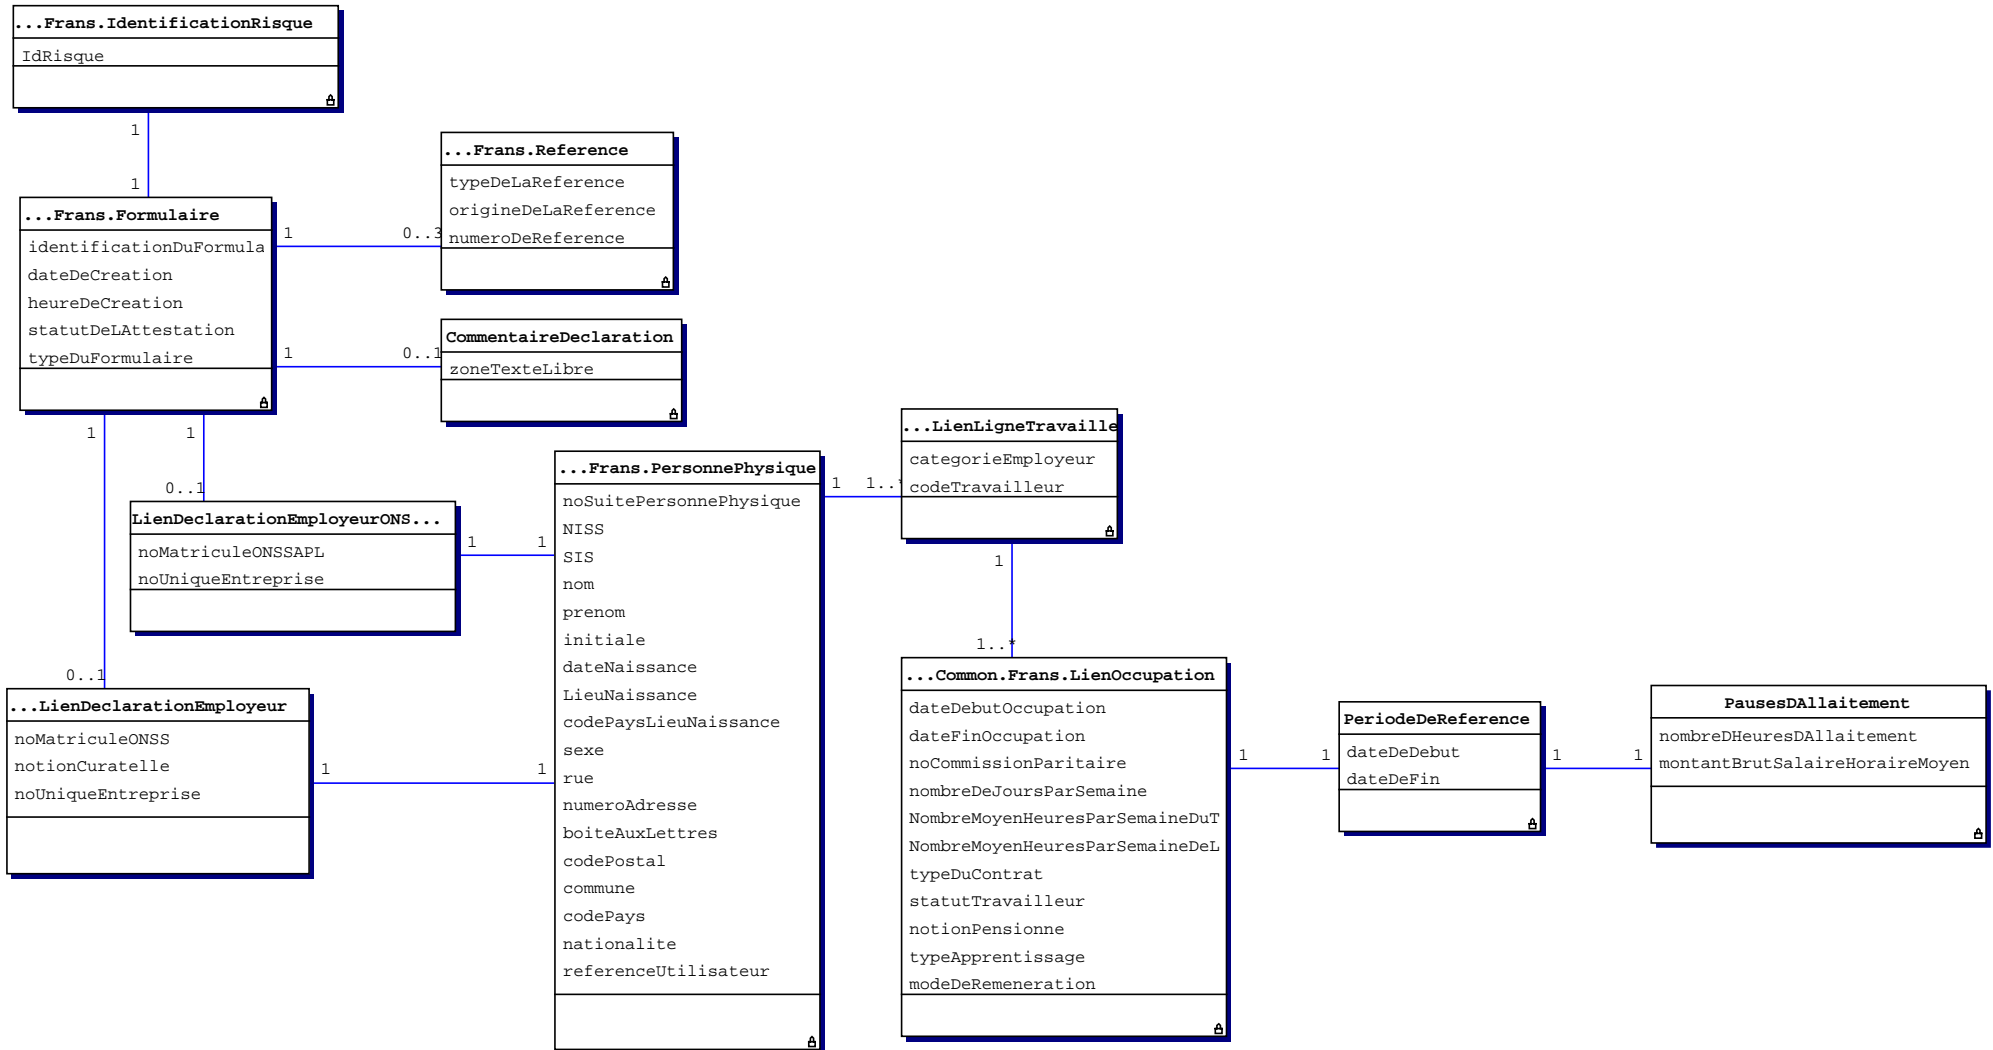 ...Frans.IdentificationRisque
IdRisque
1
1
...Frans.Reference
typeDeLaReference
origineDeLaReference
numeroDeReference
...Frans.Formulaire
identificationDuFormula
dateDeCreation
heureDeCreation
statutDeLAttestation
typeDuFormulaire
1
0..3
1
0..1
CommentaireDeclaration
zoneTexteLibre
1
1
0..1
0..1
LienDeclarationEmployeurONS...
noMatriculeONSSAPL
noUniqueEntreprise
1
1
...LienDeclarationEmployeur
noMatriculeONSS
notionCuratelle
noUniqueEntreprise
1
1
...Frans.PersonnePhysique
noSuitePersonnePhysique
NISS
SIS
nom
prenom
initiale
dateNaissance
LieuNaissance
codePaysLieuNaissance
sexe
rue
numeroAdresse
boiteAuxLettres
codePostal
commune
codePays
nationalite
referenceUtilisateur
1
1..*
...LienLigneTravaille
categorieEmployeur
codeTravailleur
1
1..*
...Common.Frans.LienOccupation
dateDebutOccupation
dateFinOccupation
noCommissionParitaire
nombreDeJoursParSemaine
NombreMoyenHeuresParSemaineDuT
NombreMoyenHeuresParSemaineDeL
typeDuContrat
statutTravailleur
notionPensionne
typeApprentissage
modeDeRemeneration
1
1
PeriodeDeReference
dateDeDebut
dateDeFin
1
1
PausesDAllaitement
nombreDHeuresDAllaitement
montantBrutSalaireHoraireMoyen